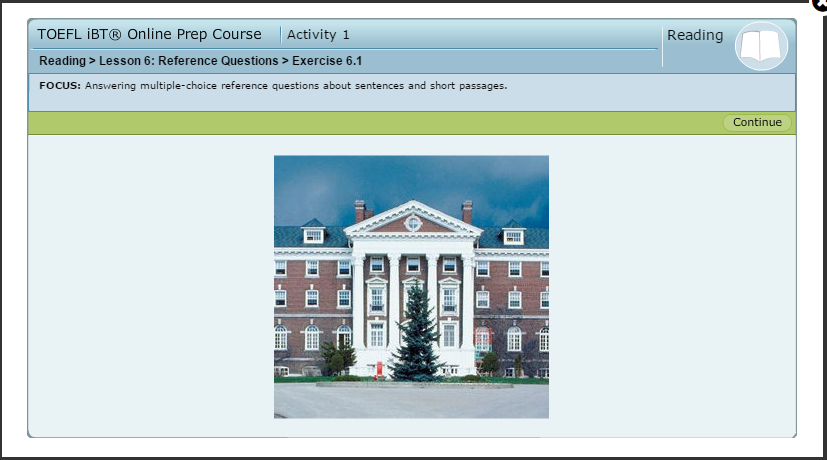 TOEFL iBT® Online Prep Course
Activity 1
Reading
Reading > Lesson 6: Reference Questions > Exercise 6.1
FOCUS: Answering multiple-choice reference questions about sentences and short passages.
Continue